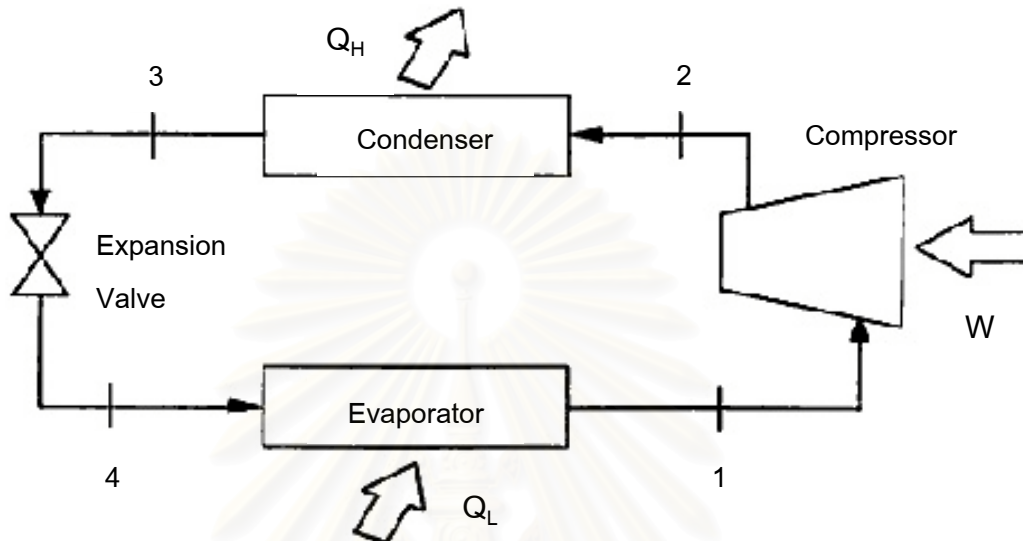 Q_H
3
2
Condenser
Compressor
Expansion
Valve
W
Evaporator
4
1
Q_L